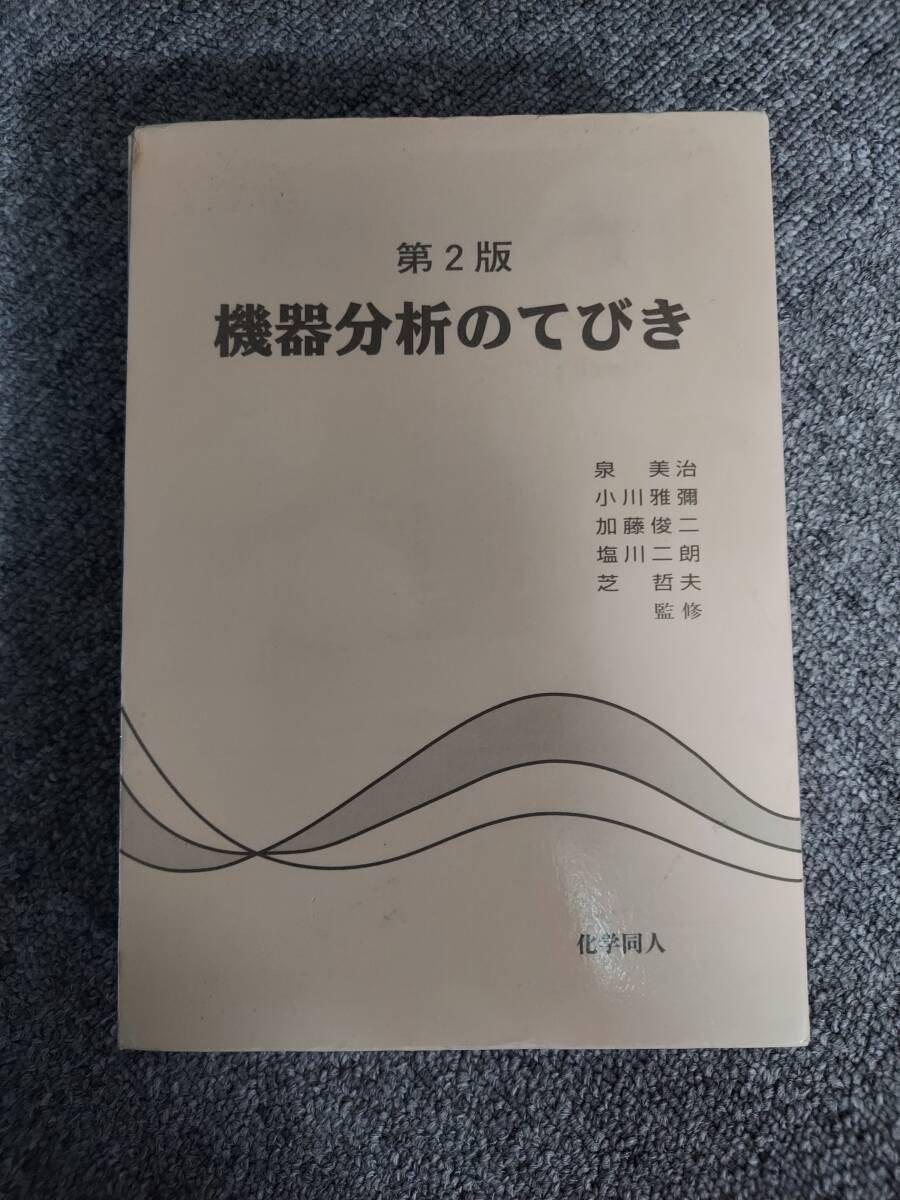 第2版
機器分析のてびき
泉 美治
小川雅彌
加藤俊二
塩川二朗
芝 哲夫
監修
化学同人